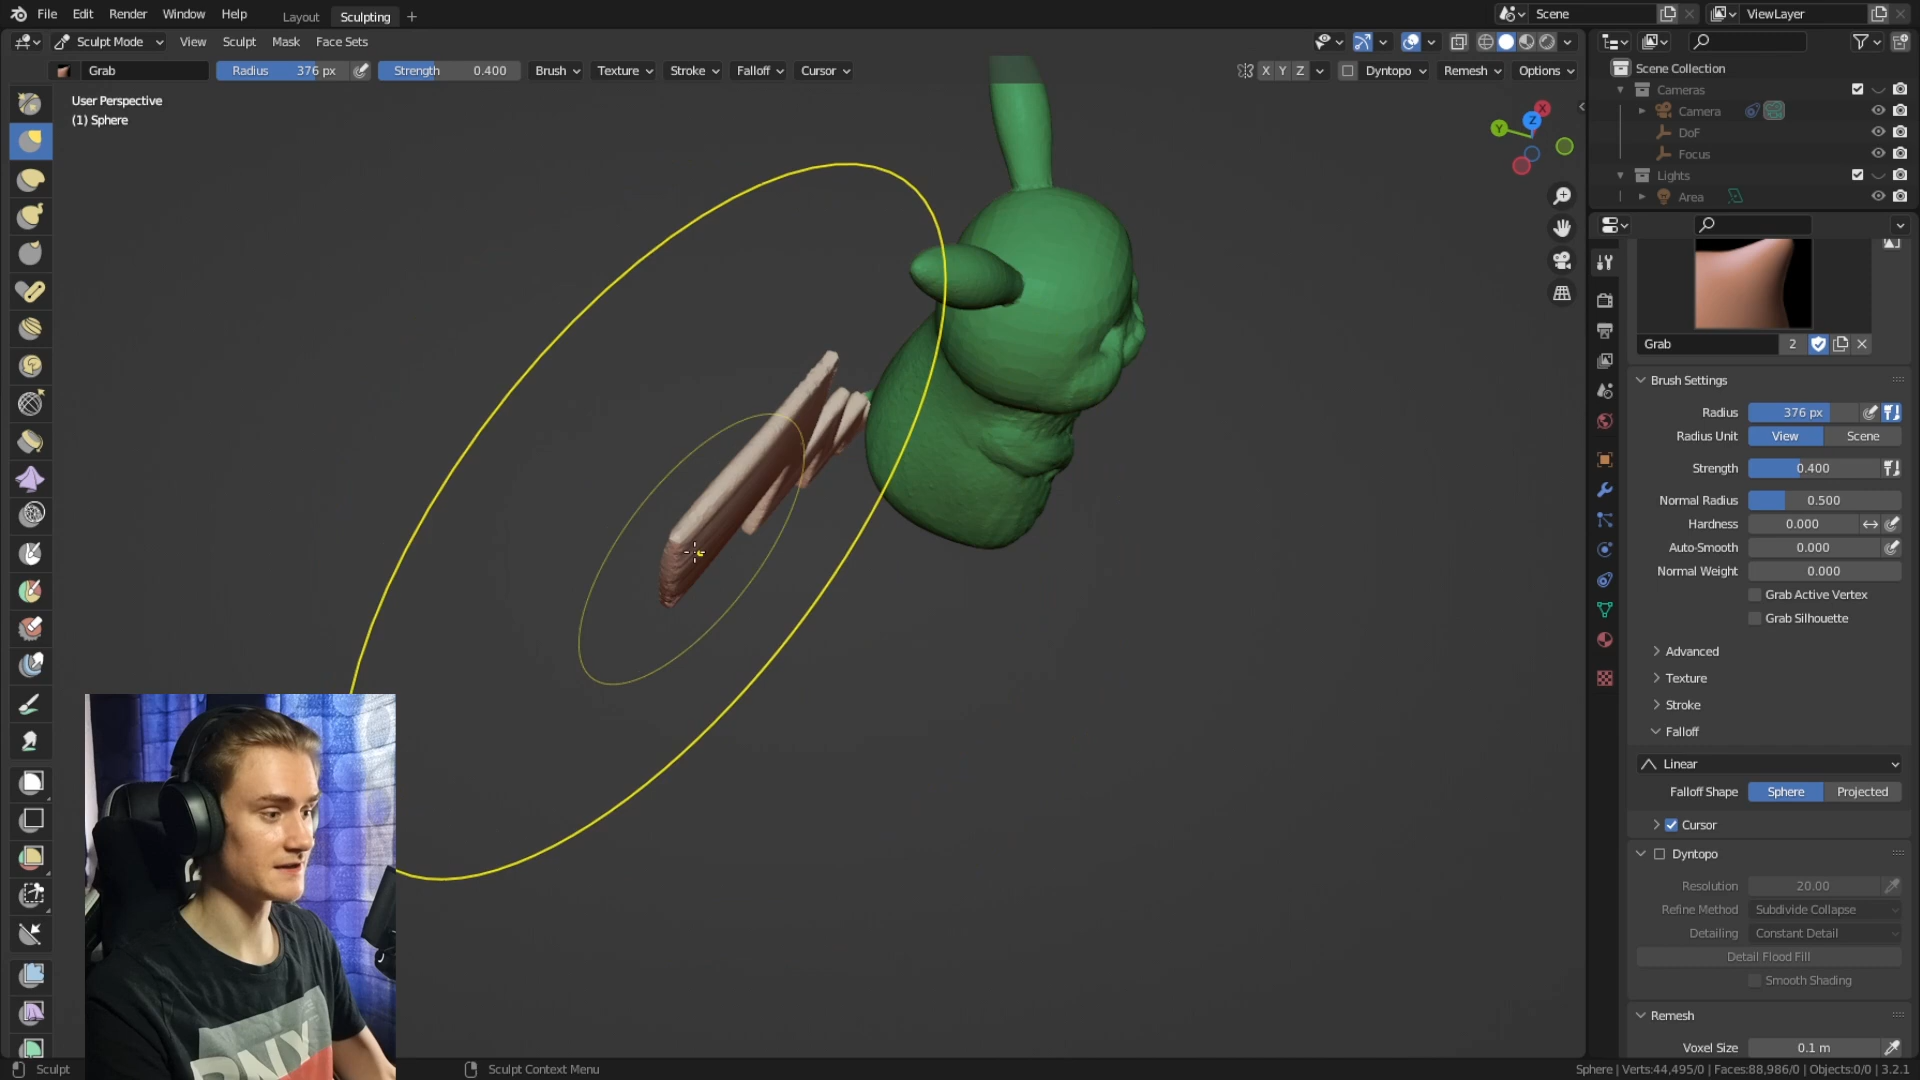 File Edit Render Window Help Layout Sculpting + Scene ViewLayer
Sculpt Mode View Sculpt Mask Face Sets
Grab Radius 376 px Strength 0.400 Brush Texture Stroke Falloff Cursor X Y Z Dyntopo Remesh Options
User Perspective
(1) Sphere
X
Y
Z
Scene Collection
Cameras
Camera
DoF
Focus
Lights
Area
Grab 2
Brush Settings
Radius 376 px
Radius Unit View Scene
Strength 0.400
Normal Radius 0.500
Hardness 0.000
Auto-Smooth 0.000
Normal Weight 0.000
Grab Active Vertex
Grab Silhouette
Advanced
Texture
Stroke
Falloff
Linear
Falloff Shape Sphere Projected
Cursor
Dyntopo
Resolution 20.00
Refine Method Subdivide Collapse
Detailing Constant Detail
Detail Flood Fill
Smooth Shading
Remesh
Voxel Size 0.1 m
Sculpt Sculpt Context Menu Sphere | Verts:44,495/0 | Faces:88,986/0 | Objects:0/0 | 3.2.1